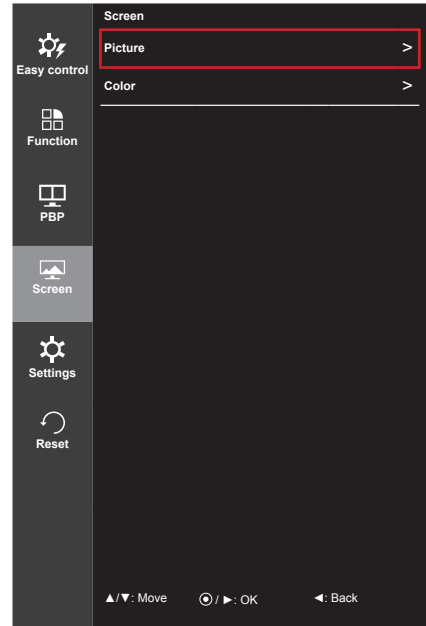 Easy control
Function
PBP
Screen
Settings
Reset
Screen
Picture >
Color >
▲/▼: Move ⦿ / ►: OK ◄: Back